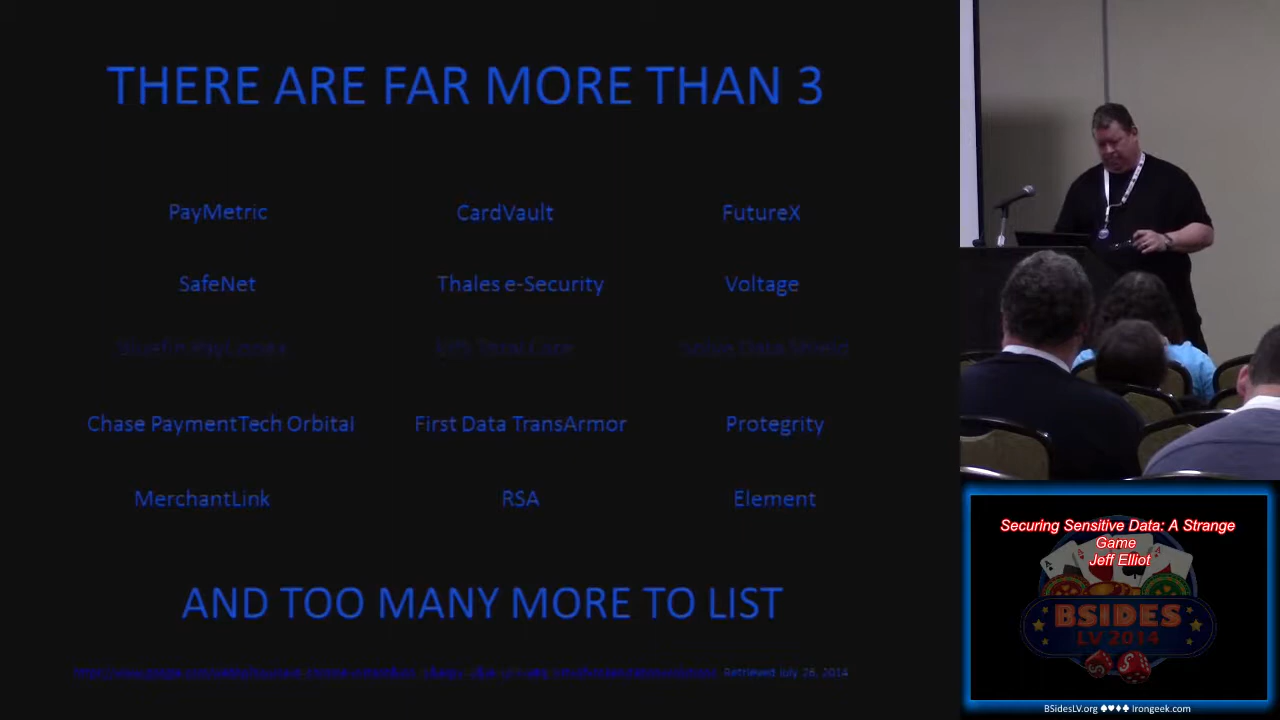 THERE ARE FAR MORE THAN 3
PayMetric CardVault FutureX
SafeNet Thales e-Security Voltage
Chase PaymentTech Orbital First Data TransArmor Protegrity
MerchantLink RSA Element
AND TOO MANY MORE TO LIST
Retrieved July 26, 2014
Securing Sensitive Data: A Strange
Game
Jeff Elliot
BSIDES
LV 2014
BSidesLV.org ♠♥♦♣ Irongeek.com